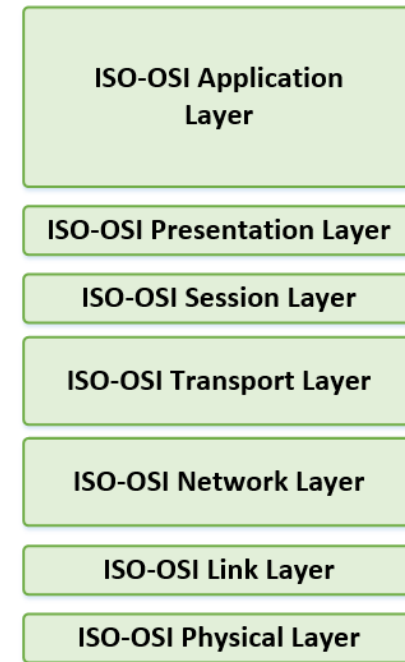 ISO-OSI Application
Layer
ISO-OSI Presentation Layer
ISO-OSI Session Layer
ISO-OSI Transport Layer
ISO-OSI Network Layer
ISO-OSI Link Layer
ISO-OSI Physical Layer